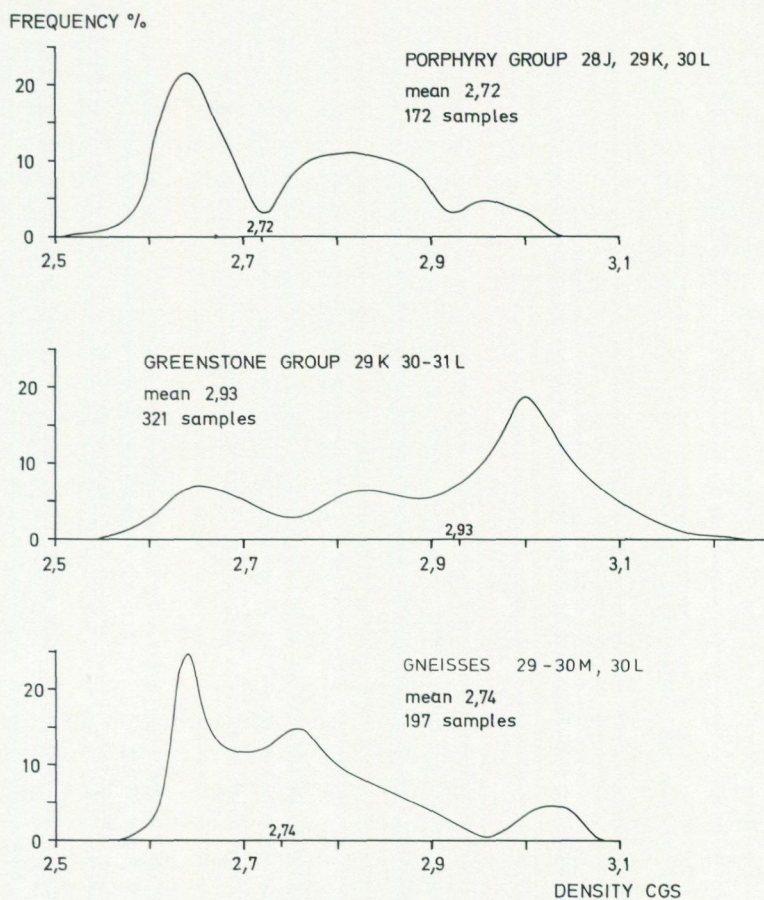 FREQUENCY %
PORPHYRY GROUP 28J, 29K, 30L
mean 2,72
172 samples
20
10
0
2,72
2,5 2,7 2,9 3,1
GREENSTONE GROUP 29K 30-31L
mean 2,93
321 samples
20
10
0
2,93
2,5 2,7 2,9 3,1
GNEISSES 29-30M, 30L
mean 2,74
197 samples
20
10
0
2,74
2,5 2,7 2,9 3,1
DENSITY CGS